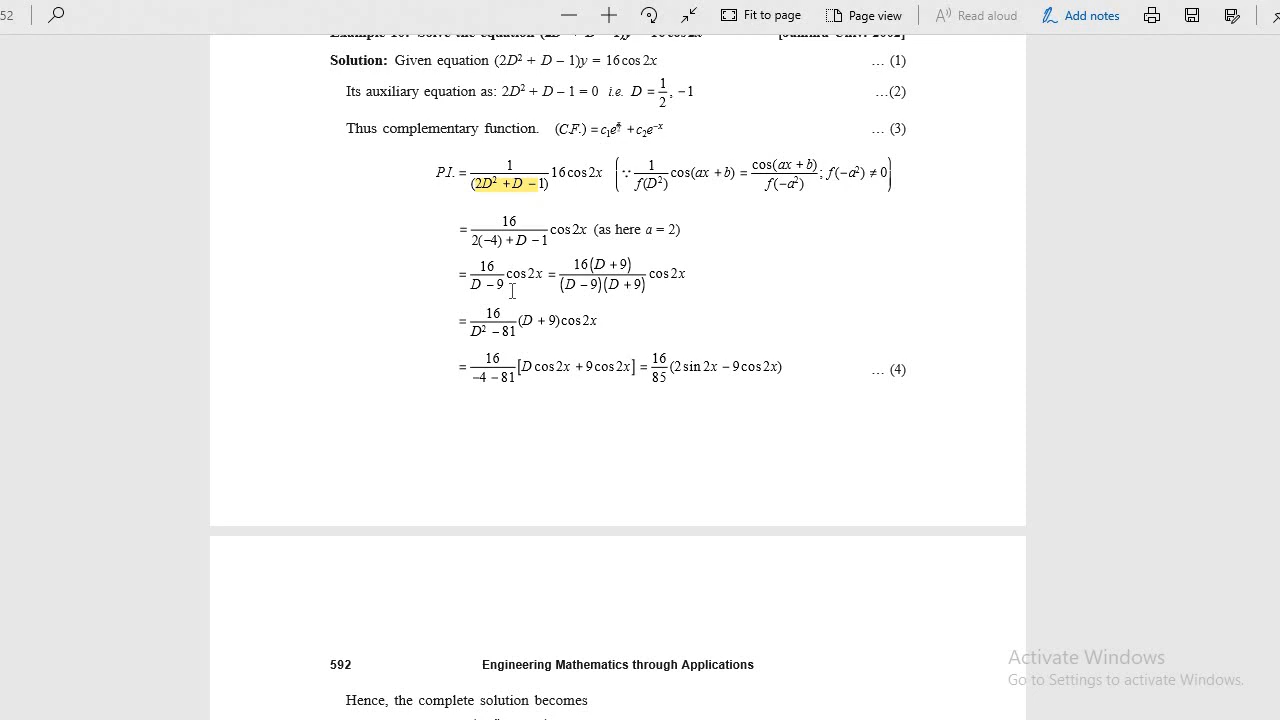 52
Fit to page
Page view
Read aloud
Add notes
Solution: Given equation (2D² + D – 1)y = 16 cos 2x ... (1)
Its auxiliary equation as: 2D² + D – 1 = 0 i.e. D = 1/2, –1 ...(2)
Thus complementary function. (C.F.) = c₁e + c₂e⁻ˣ ... (3)
P.I. = 1/(2D² + D – 1) 16 cos 2x (∵ 1/f(D²) cos(ax + b) = cos(ax + b)/f(–a²); f(–a²) ≠ 0)
= 16/(2(–4) + D – 1) cos 2x (as here a = 2)
= 16/(D – 9) cos 2x = 16(D + 9)/((D – 9)(D + 9)) cos 2x
= 16/(D² – 81) (D + 9) cos 2x
= 16/(–4 – 81) [D cos 2x + 9 cos 2x] = 16/85 (2 sin 2x – 9 cos 2x) ... (4)
592 Engineering Mathematics through Applications
Hence, the complete solution becomes
Activate Windows
Go to Settings to activate Windows.